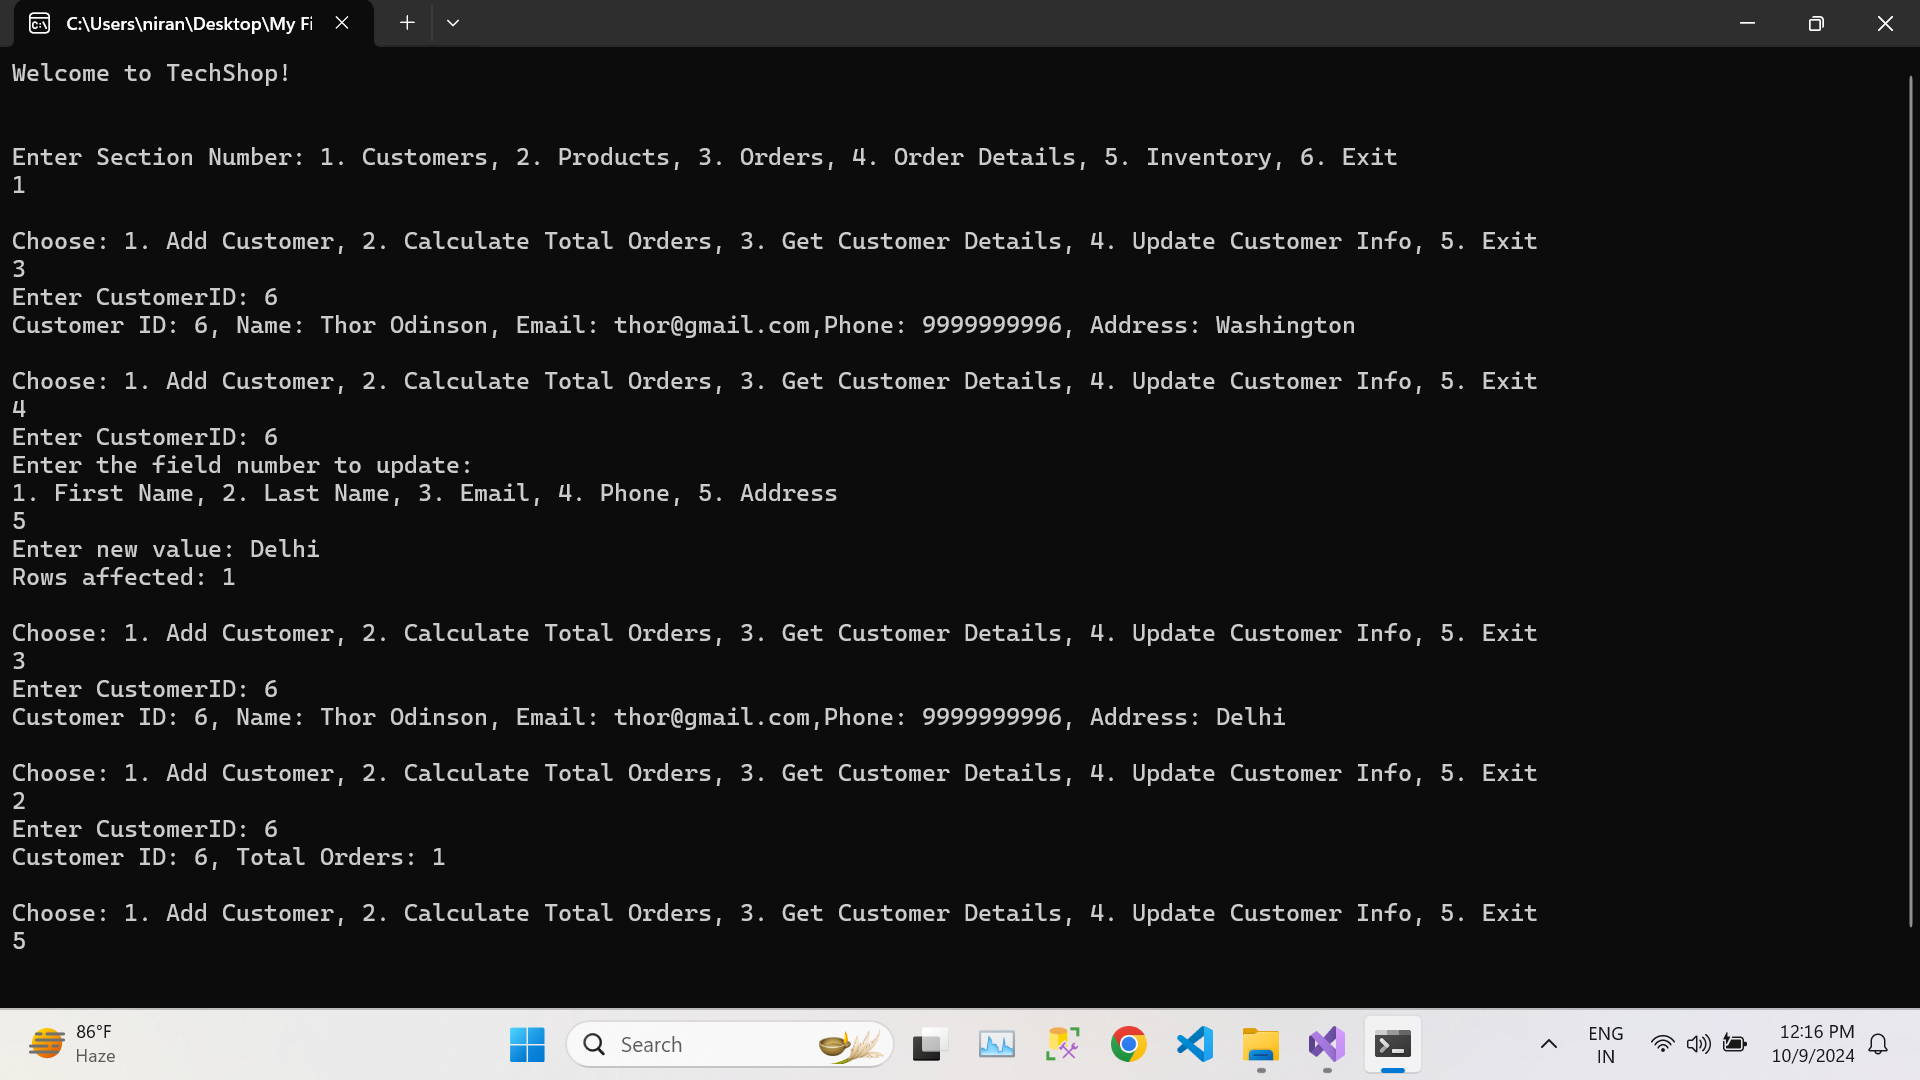 C:\Users\niran\Desktop\My Fi
Welcome to TechShop!
Enter Section Number: 1. Customers, 2. Products, 3. Orders, 4. Order Details, 5. Inventory, 6. Exit
1
Choose: 1. Add Customer, 2. Calculate Total Orders, 3. Get Customer Details, 4. Update Customer Info, 5. Exit
3
Enter CustomerID: 6
Customer ID: 6, Name: Thor Odinson, Email: thor@gmail.com,Phone: 9999999996, Address: Washington
Choose: 1. Add Customer, 2. Calculate Total Orders, 3. Get Customer Details, 4. Update Customer Info, 5. Exit
4
Enter CustomerID: 6
Enter the field number to update:
1. First Name, 2. Last Name, 3. Email, 4. Phone, 5. Address
5
Enter new value: Delhi
Rows affected: 1
Choose: 1. Add Customer, 2. Calculate Total Orders, 3. Get Customer Details, 4. Update Customer Info, 5. Exit
3
Enter CustomerID: 6
Customer ID: 6, Name: Thor Odinson, Email: thor@gmail.com,Phone: 9999999996, Address: Delhi
Choose: 1. Add Customer, 2. Calculate Total Orders, 3. Get Customer Details, 4. Update Customer Info, 5. Exit
2
Enter CustomerID: 6
Customer ID: 6, Total Orders: 1
Choose: 1. Add Customer, 2. Calculate Total Orders, 3. Get Customer Details, 4. Update Customer Info, 5. Exit
5
86°F
Haze
Search
ENG
IN
12:16 PM
10/9/2024